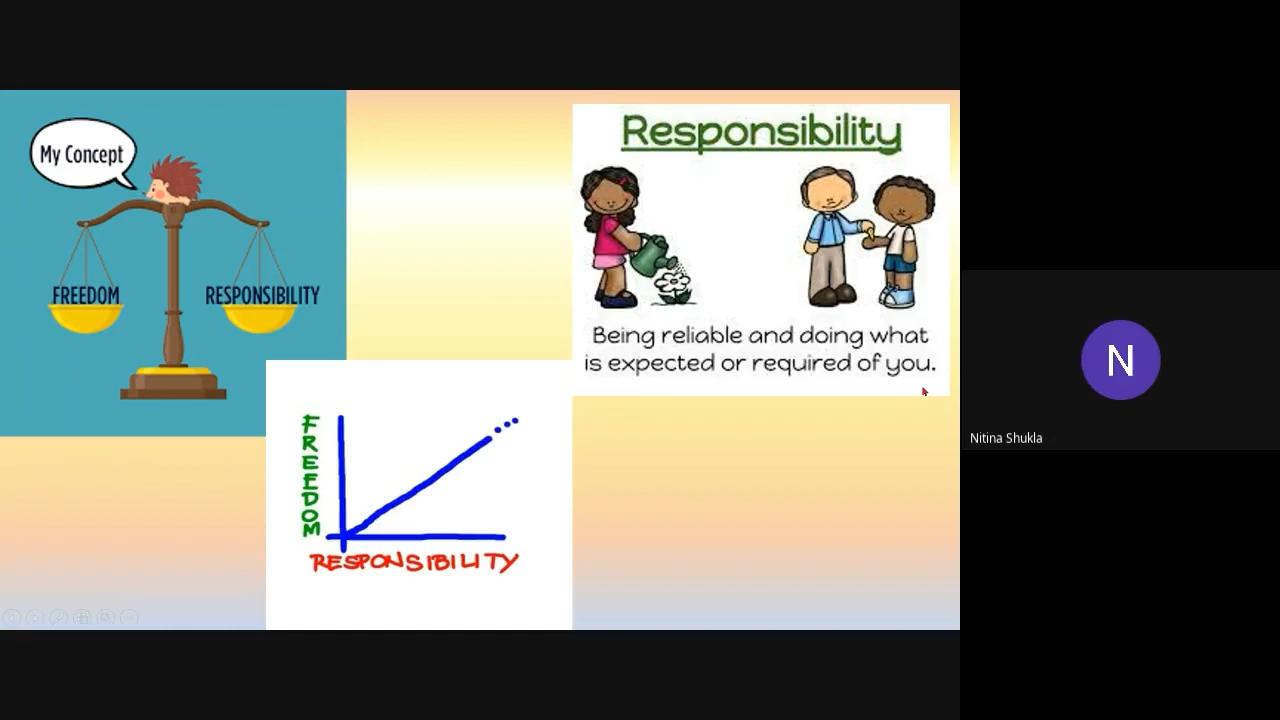 My Concept
FREEDOM
RESPONSIBILITY
Responsibility
Being reliable and doing what
is expected or required of you.
FREEDOM
RESPONSIBILITY
N
Nitina Shukla